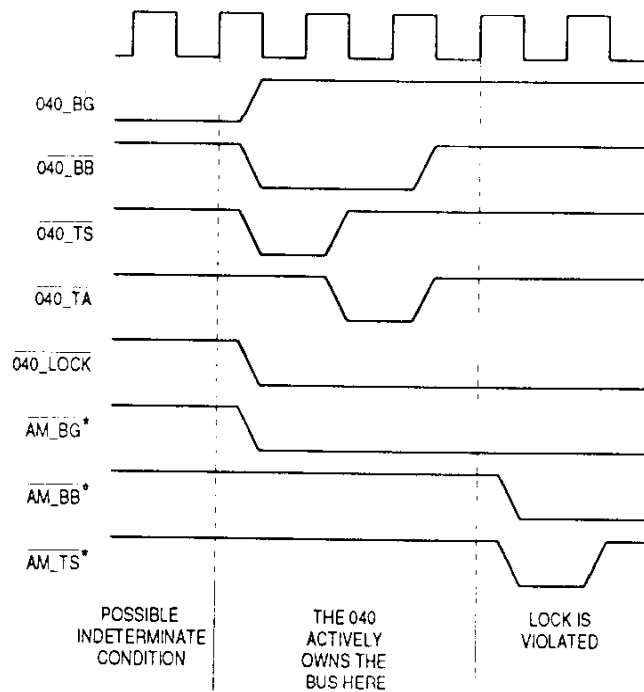 040_BG
040_BB
040_TS
040_TA
040_LOCK
AM_BG*
AM_BB*
AM_TS*
POSSIBLE
INDETERMINATE
CONDITION
THE 040
ACTIVELY
OWNS THE
BUS HERE
LOCK IS
VIOLATED